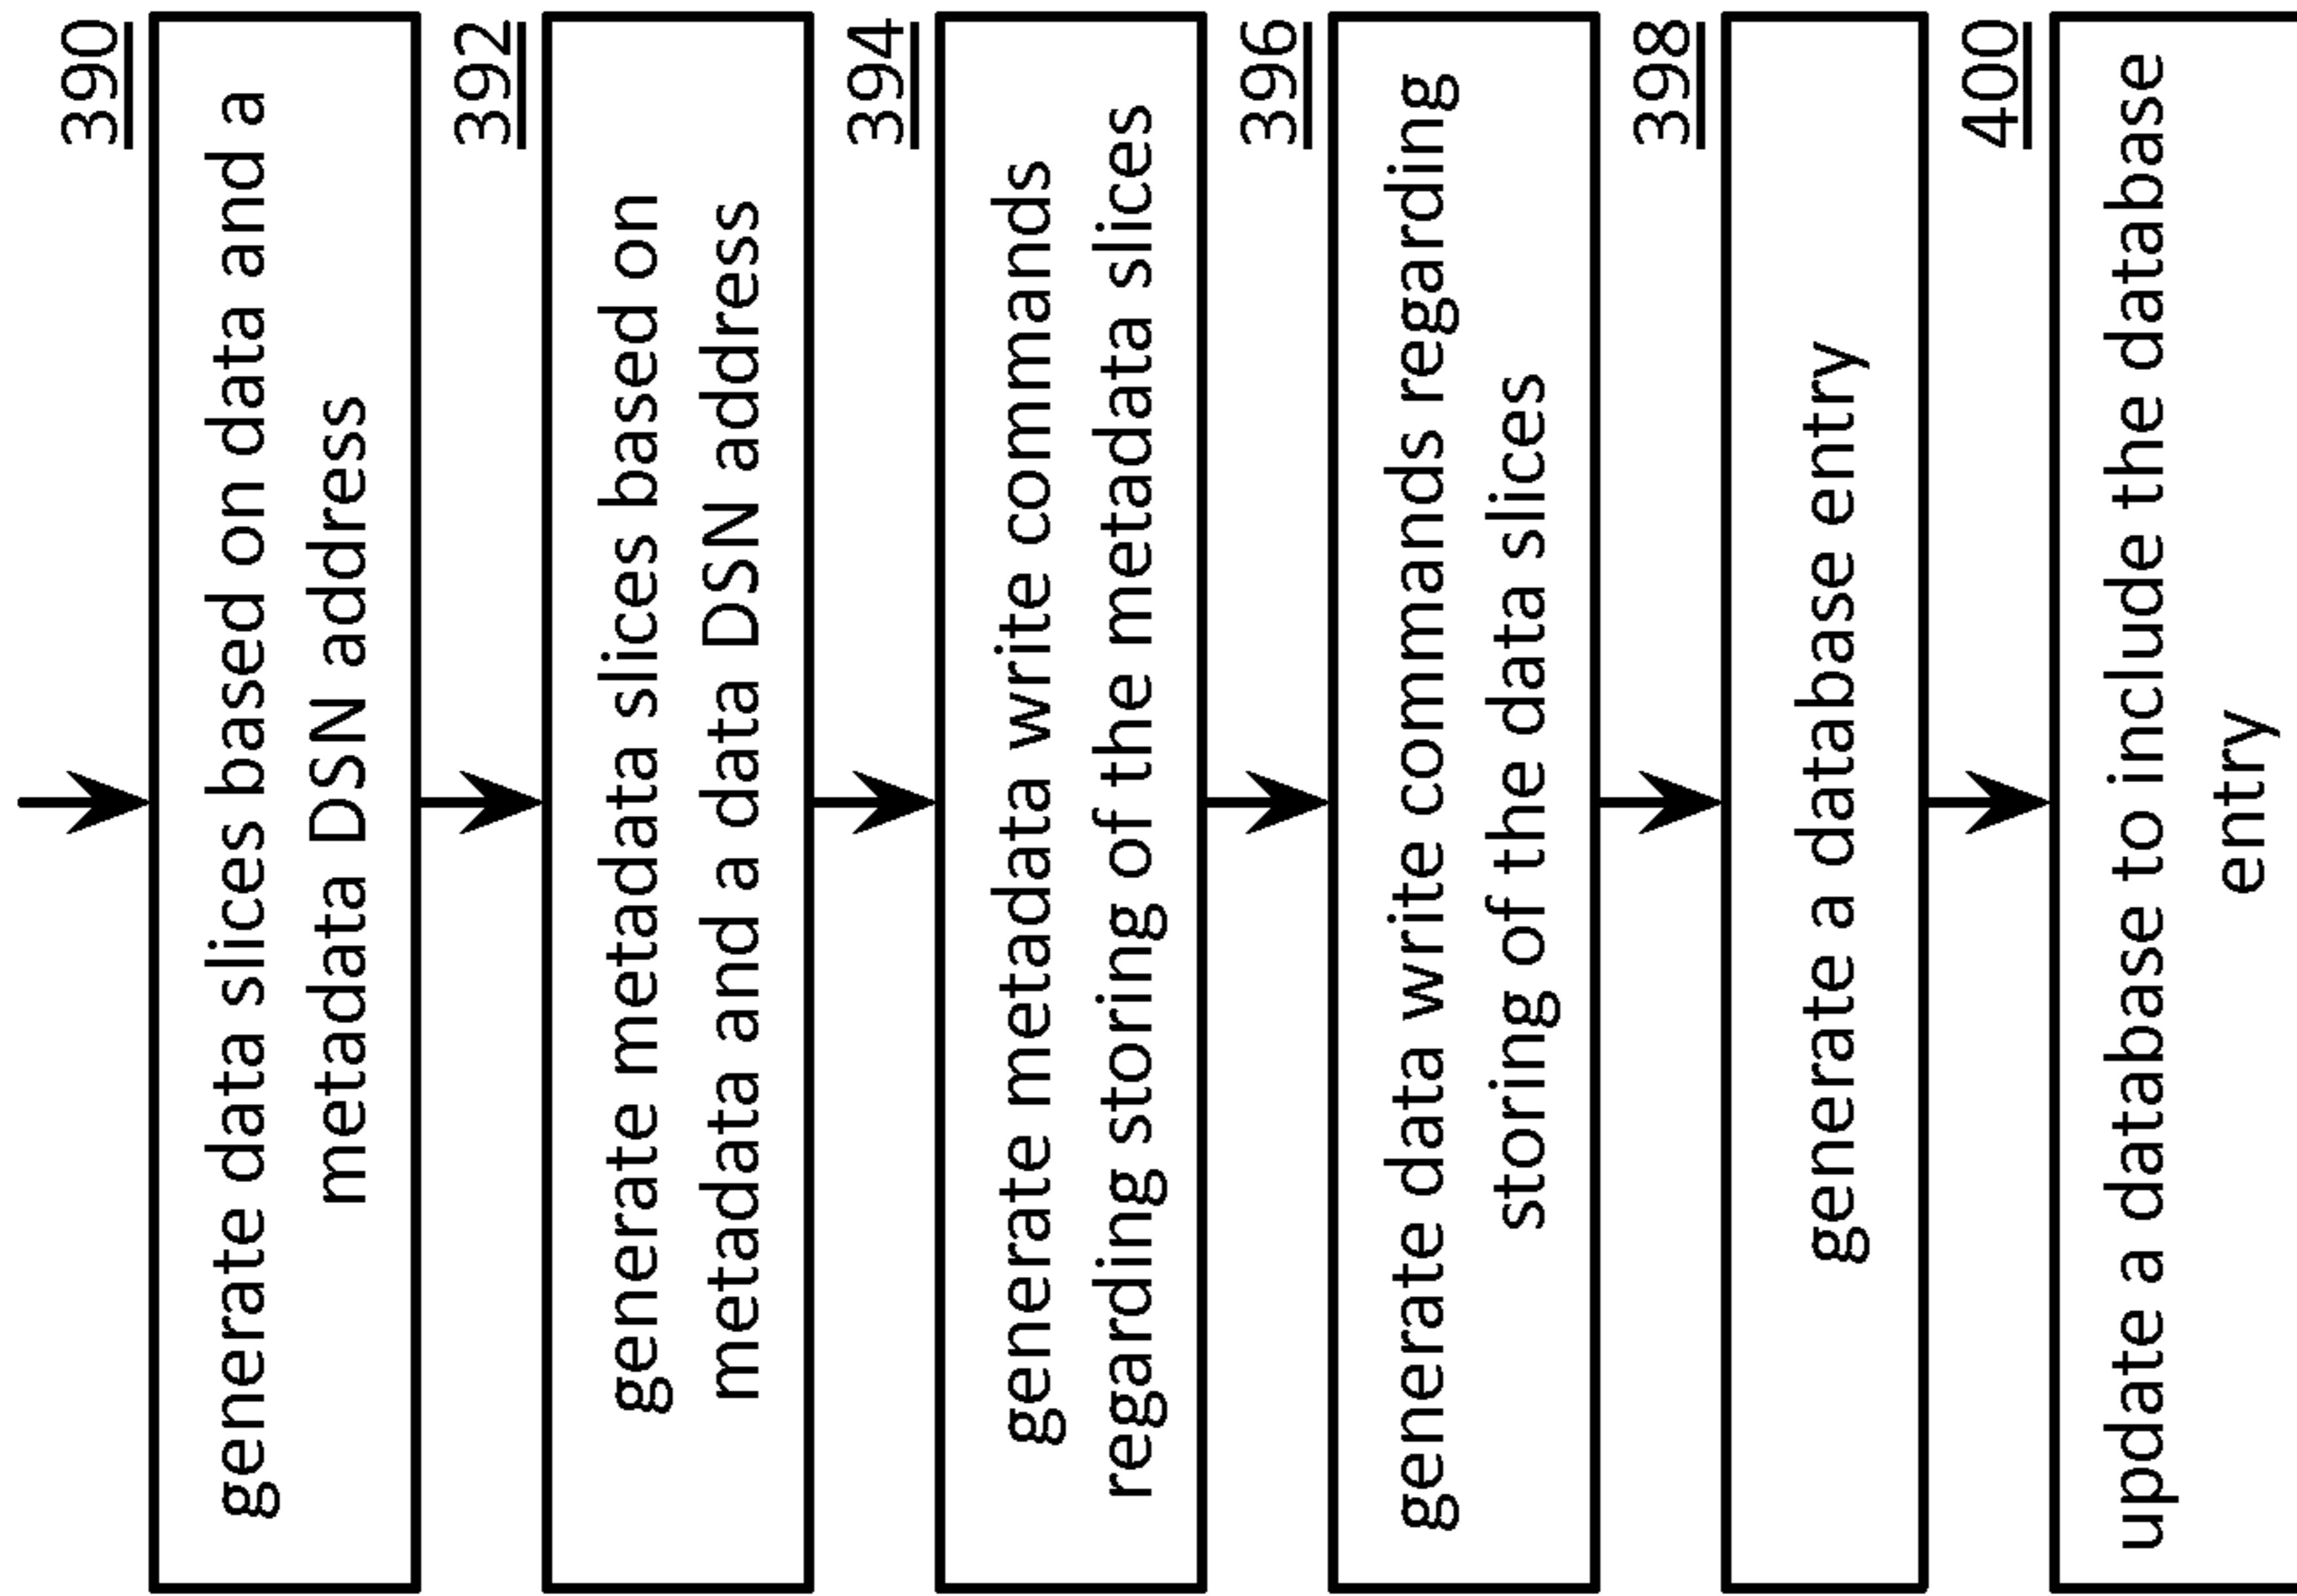 390
generate data slices based on data and a
metadata DSN address
392
generate metadata slices based on
metadata and a data DSN address
394
generate metadata write commands
regarding storing of the metadata slices
396
generate data write commands regarding
storing of the data slices
398
generate a database entry
400
update a database to include the database
entry